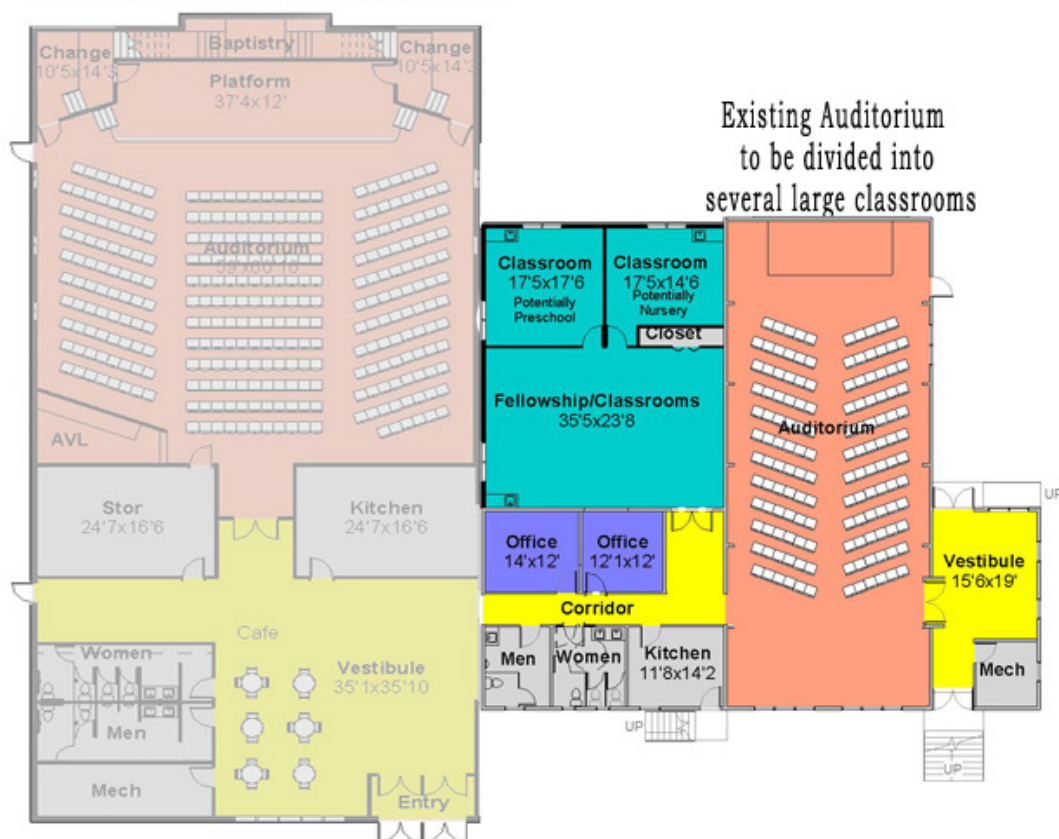 Baptistry
Change
10'5x14'3
Change
10'5x14'3
Platform
37'4x12'
Existing Auditorium
to be divided into
several large classrooms
Auditorium
Classroom
17'5x17'6
Potentially
Preschool
Classroom
17'5x14'6
Potentially
Nursery
Closet
Fellowship/Classrooms
35'5x23'8
Auditorium
AVL
Stor
24'7x16'6
Kitchen
24'7x16'6
Office
14'x12'
Office
12'1x12'
UP
Vestibule
15'6x19'
Corridor
Cafe
Women
Vestibule
35'1x35'10
Men
Women
Kitchen
11'8x14'2
Mech
Men
UP
UP
Mech
Entry